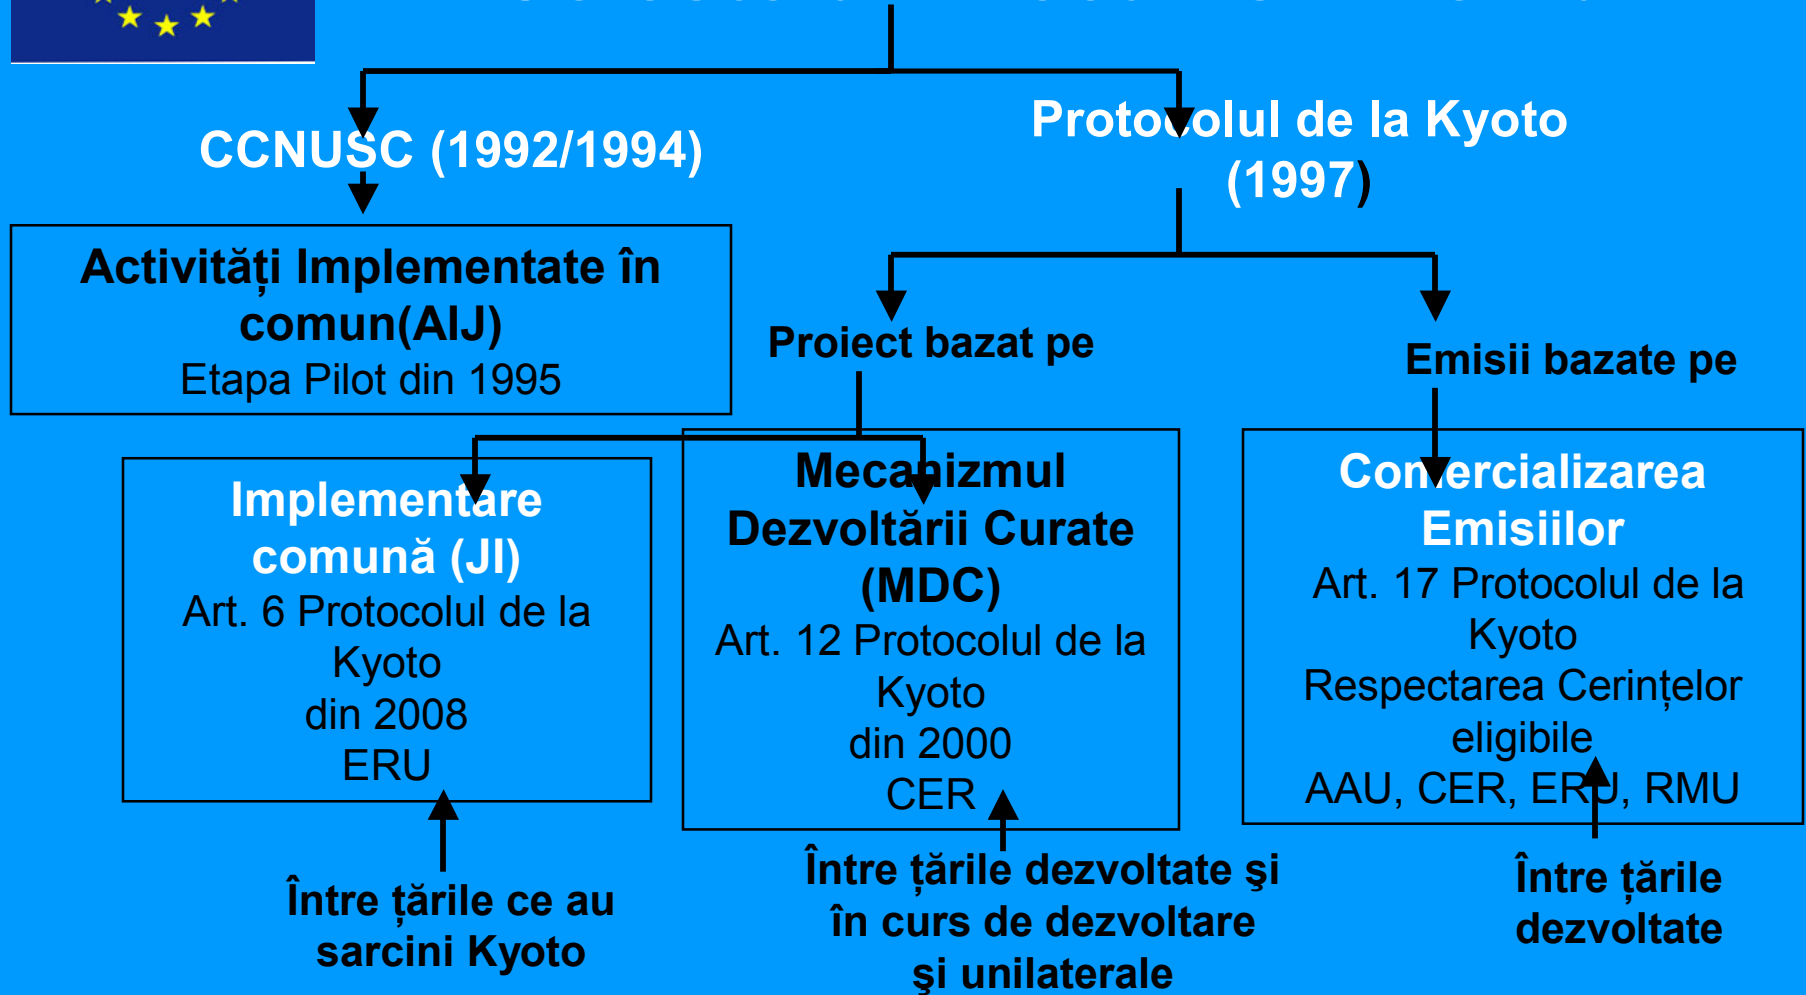 CCNUSC (1992/1994)
Protocolul de la Kyoto
(1997)
Activități Implementate în
comun(AIJ)
Etapa Pilot din 1995
Proiect bazat pe
Emisii bazate pe
Implementare
comună (JI)
Art. 6 Protocolul de la
Kyoto
din 2008
ERU
Mecanizmul
Dezvoltării Curate
(MDC)
Art. 12 Protocolul de la
Kyoto
din 2000
CER
Comercializarea
Emisiilor
Art. 17 Protocolul de la
Kyoto
Respectarea Cerințelor
eligibile
AAU, CER, ERU, RMU
Între țările ce au
sarcini Kyoto
Între țările dezvoltate şi
în curs de dezvoltare
şi unilaterale
Între țările
dezvoltate